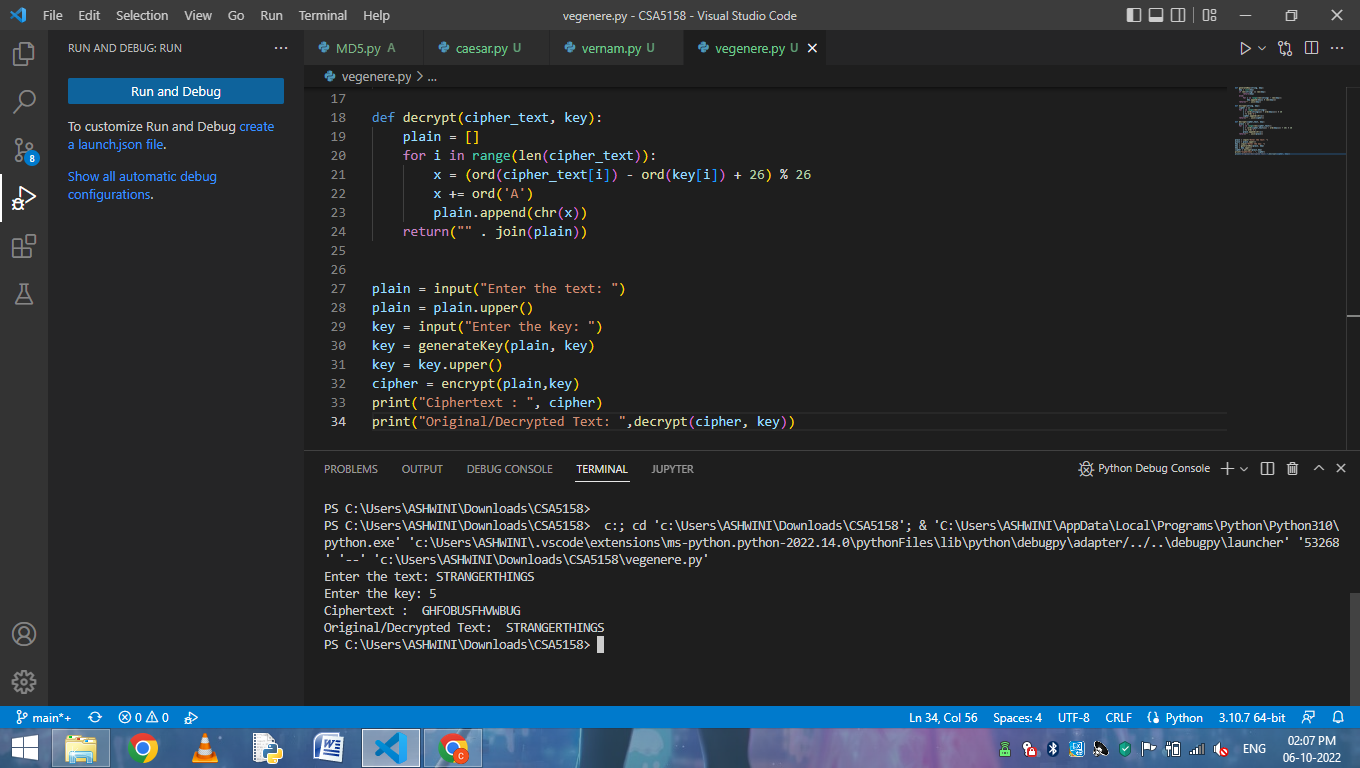 File Edit Selection View Go Run Terminal Help vegenere.py - CSA5158 - Visual Studio Code
RUN AND DEBUG: RUN ...
MD5.py A caesar.py U vernam.py U vegenere.py U
vegenere.py > ...
Run and Debug
To customize Run and Debug create
a launch.json file.
Show all automatic debug
configurations.
8
17
18 def decrypt(cipher_text, key):
19 plain = []
20 for i in range(len(cipher_text)):
21 x = (ord(cipher_text[i]) - ord(key[i]) + 26) % 26
22 x += ord('A')
23 plain.append(chr(x))
24 return("" . join(plain))
25
26
27 plain = input("Enter the text: ")
28 plain = plain.upper()
29 key = input("Enter the key: ")
30 key = generateKey(plain, key)
31 key = key.upper()
32 cipher = encrypt(plain,key)
33 print("Ciphertext : ", cipher)
34 print("Original/Decrypted Text: ",decrypt(cipher, key))
PROBLEMS OUTPUT DEBUG CONSOLE TERMINAL JUPYTER Python Debug Console
PS C:\Users\ASHWINI\Downloads\CSA5158>
PS C:\Users\ASHWINI\Downloads\CSA5158>  c:; cd 'c:\Users\ASHWINI\Downloads\CSA5158'; & 'C:\Users\ASHWINI\AppData\Local\Programs\Python\Python310\
python.exe' 'c:\Users\ASHWINI\.vscode\extensions\ms-python.python-2022.14.0\pythonFiles\lib\python\debugpy\adapter/../..\debugpy\launcher' '53268
' '--' 'c:\Users\ASHWINI\Downloads\CSA5158\vegenere.py'
Enter the text: STRANGERTHINGS
Enter the key: 5
Ciphertext :  GHFOBUSFHVWBUG
Original/Decrypted Text:  STRANGERTHINGS
PS C:\Users\ASHWINI\Downloads\CSA5158>
main*+ 0 0 Ln 34, Col 56 Spaces: 4 UTF-8 CRLF Python 3.10.7 64-bit
ENG 02:07 PM
06-10-2022